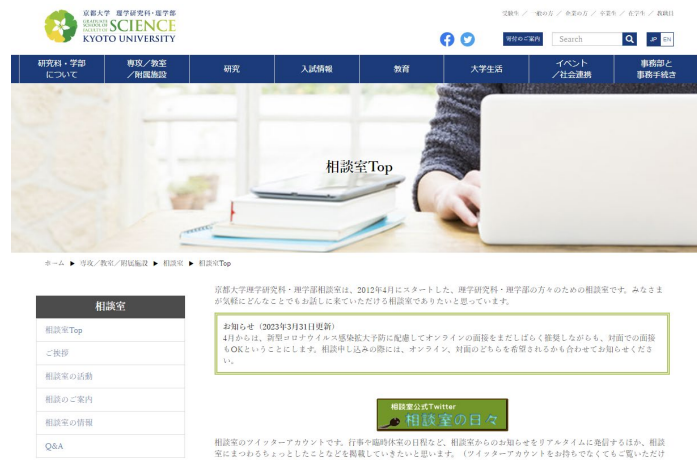 京都大学 理学研究科・理学部
GRADUATE SCHOOL OF
FACULTY OF
SCIENCE
KYOTO UNIVERSITY
受験生 ／ 一般の方 ／ 企業の方 ／ 卒業生 ／ 在学生 ／ 教職員
寄付のご案内
Search
JP EN
研究科・学部について
専攻／教室／附属施設
研究
入試情報
教育
大学生活
イベント／社会連携
事務部と事務手続き
相談室Top
ホーム ▶ 専攻／教室／附属施設 ▶ 相談室 ▶ 相談室Top
相談室
相談室Top
ご挨拶
相談室の活動
相談のご案内
相談室の情報
Q&A
京都大学理学研究科・理学部相談室は、2012年4月にスタートした、理学研究科・理学部の方々のための相談室です。みなさま
が気軽にどんなことでもお話しに来ていただける相談室でありたいと思っています。
お知らせ（2023年3月31日更新）
4月からは、新型コロナウイルス感染拡大予防に配慮してオンラインの面接をまだしばらく推奨しながらも、対面での面接
もOKということにします。相談申し込みの際には、オンライン、対面のどちらを希望されるかも合わせてお知らせくださ
い。
相談室公式Twitter
相談室の日々
相談室のツイッターアカウントです。行事や臨時休室の日程など、相談室からのお知らせをリアルタイムに発信するほか、相談
室にまつわるちょっとしたことなどを掲載していきたいと思います。（ツイッターアカウントをお持ちでなくてもご覧いただけ